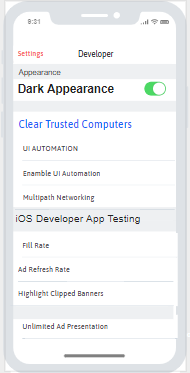 8:21
Settings Developer
Appearance
Dark Appearance
Clear Trusted Computers
UI AUTOMATION
Enamble UI Automation
Multipath Networking
iOS Developer App Testing
Fill Rate
Ad Refresh Rate
Highlight Clipped Banners
Unlimited Ad Presentation